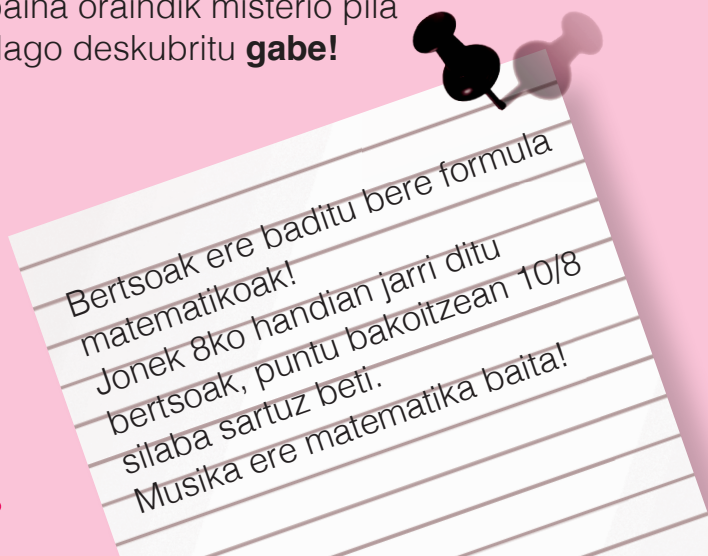 baina oraindik misterio pila
dago deskubritu gabe!
Bertsoak ere baditu bere formula
matematikoak!
Jonek 8ko handian jarri ditu
bertsoak, puntu bakoitzean 10/8
silaba sartuz beti.
Musika ere matematika baita!